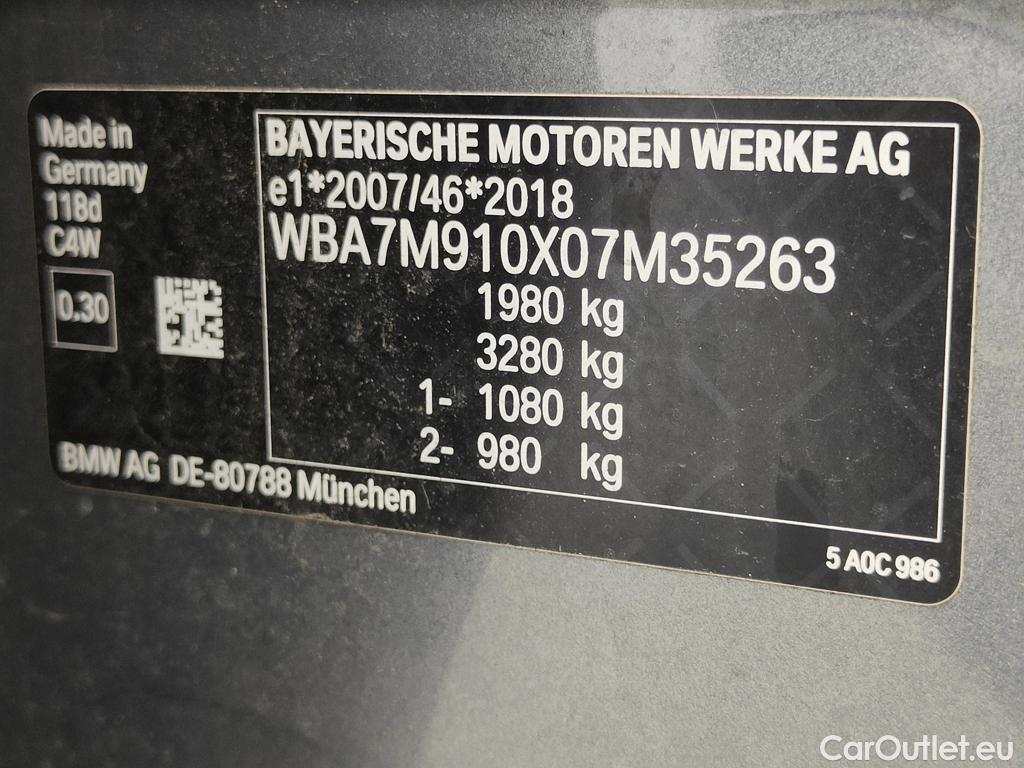 Made in
Germany
118d
C4W
0.30
BAYERISCHE MOTOREN WERKE AG
e1*2007/46*2018
WBA7M910X07M35263
1980 kg
3280 kg
1- 1080 kg
2- 980 kg
BMW AG DE-80788 München
5 A0C 986
CarOutlet.eu